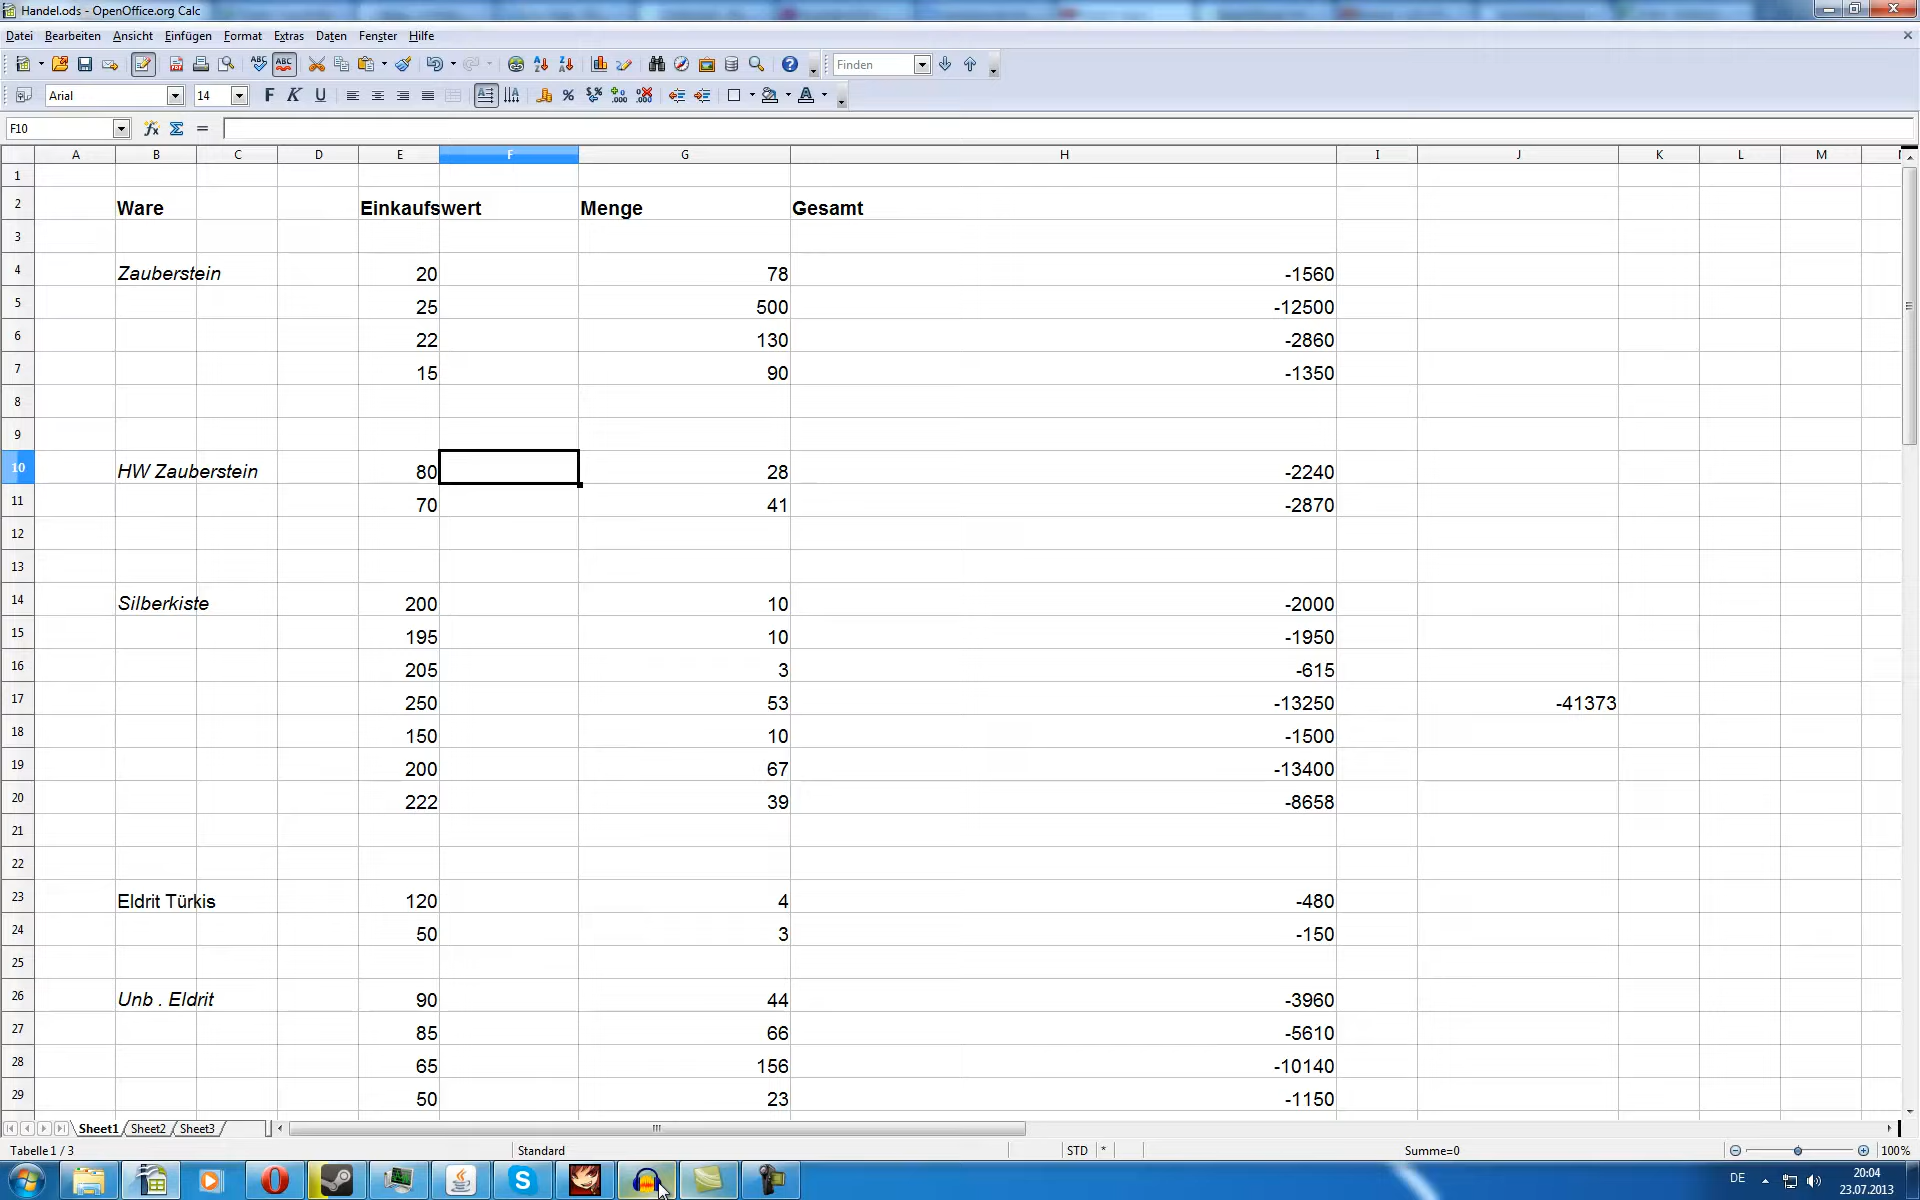 Handel.ods - OpenOffice.org Calc
Datei Bearbeiten Ansicht Einfügen Format Extras Daten Fenster Hilfe
Finden
Arial 14 F K U
F10
A B C D E F G H I J K L M
1
2 Ware Einkaufswert Menge Gesamt
3
4 Zauberstein 20 78 -1560
5 25 500 -12500
6 22 130 -2860
7 15 90 -1350
8
9
10 HW Zauberstein 80 28 -2240
11 70 41 -2870
12
13
14 Silberkiste 200 10 -2000
15 195 10 -1950
16 205 3 -615
17 250 53 -13250 -41373
18 150 10 -1500
19 200 67 -13400
20 222 39 -8658
21
22
23 Eldrit Türkis 120 4 -480
24 50 3 -150
25
26 Unb . Eldrit 90 44 -3960
27 85 66 -5610
28 65 156 -10140
29 50 23 -1150
Sheet1 Sheet2 Sheet3
Tabelle 1 / 3 Standard STD * Summe=0 100%
DE 20:04
23.07.2013